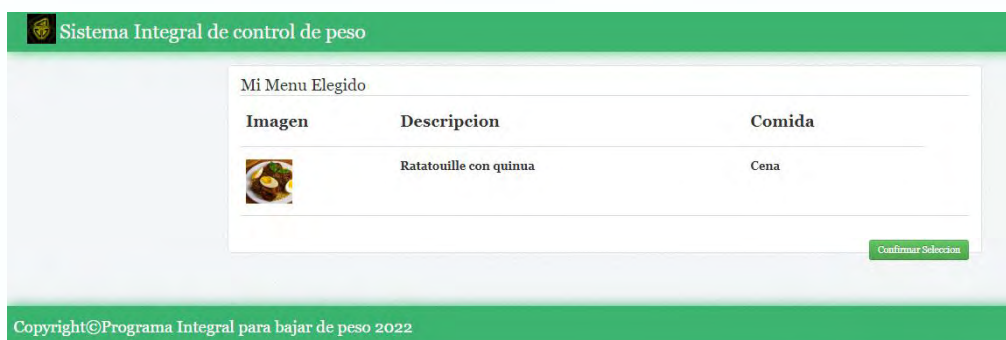 Sistema Integral de control de peso
Mi Menu Elegido
Imagen Descripcion Comida
Ratatouille con quinua Cena
Confirmar Seleccion
Copyright©Programa Integral para bajar de peso 2022